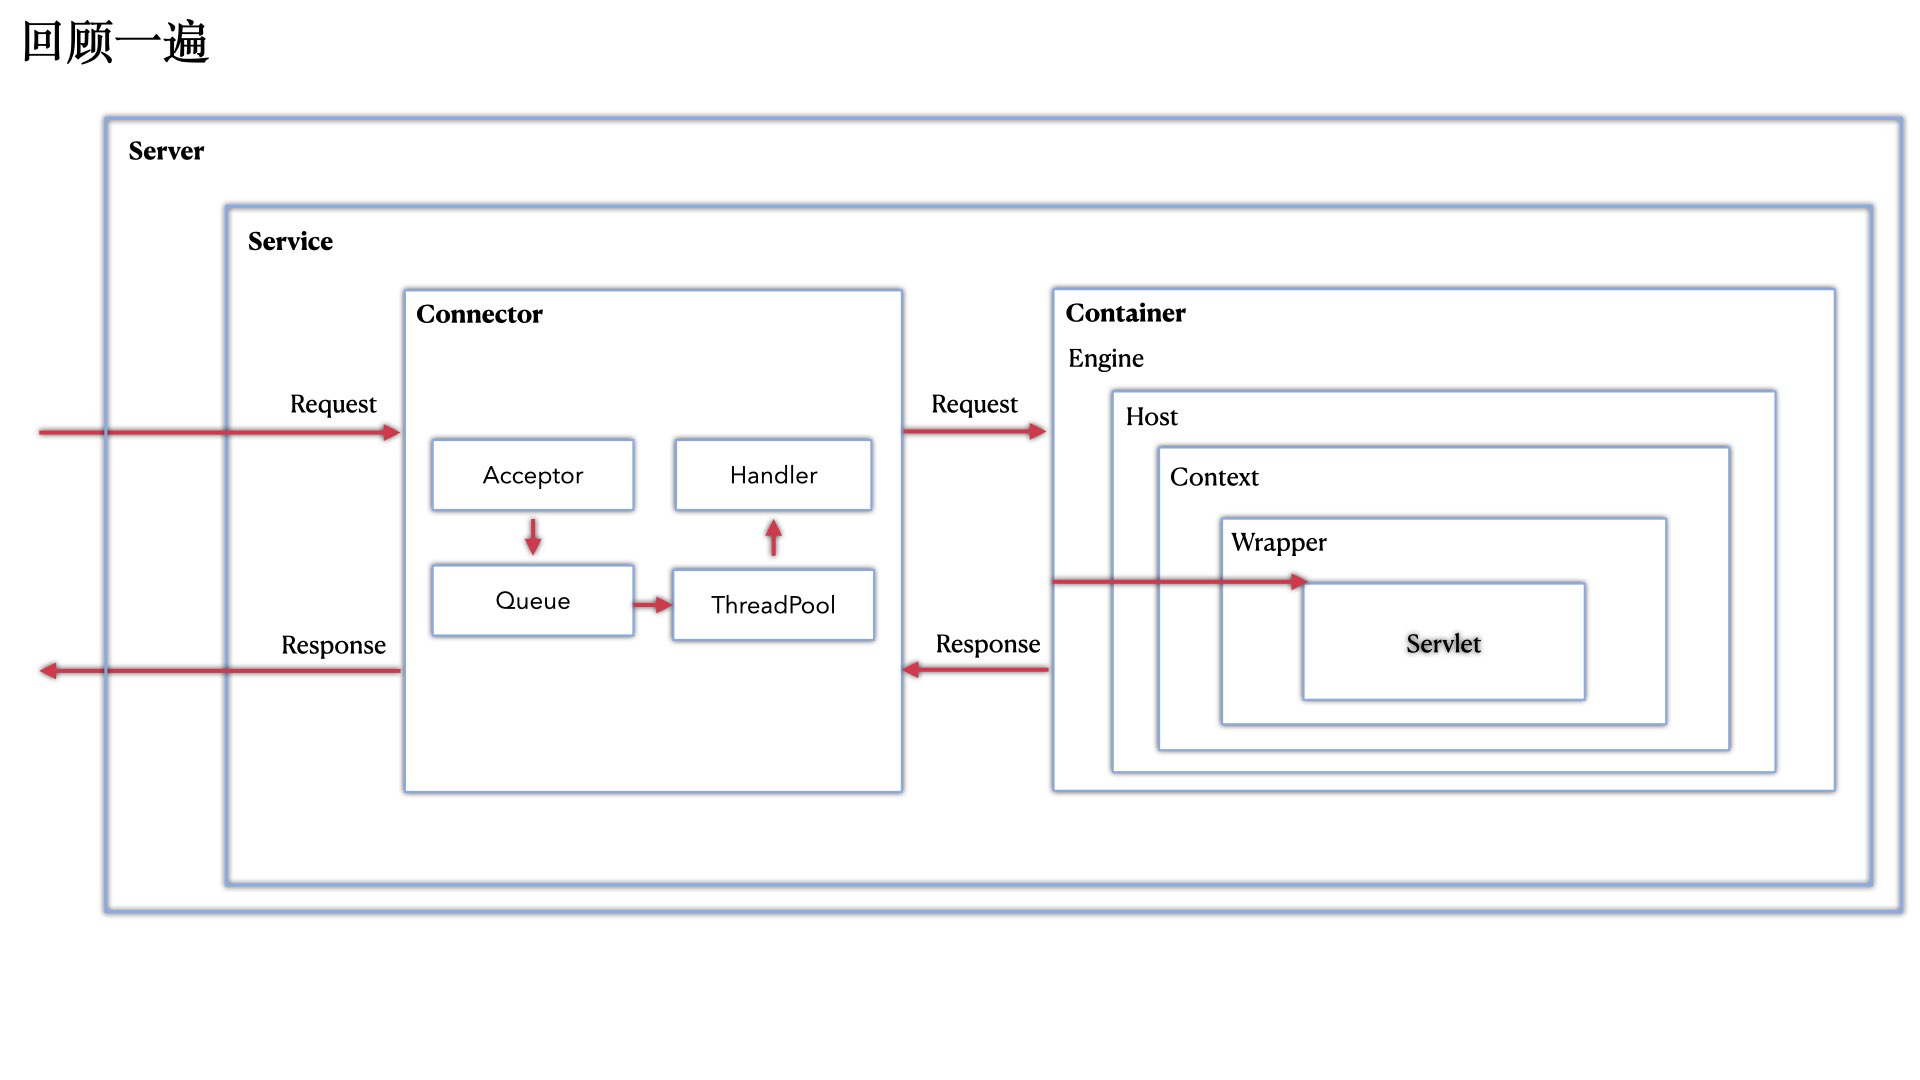 回顾一遍
Server
Service
Connector
Container
Engine
Request
Request
Host
Acceptor
Handler
Context
Wrapper
Queue
ThreadPool
Response
Response
Servlet